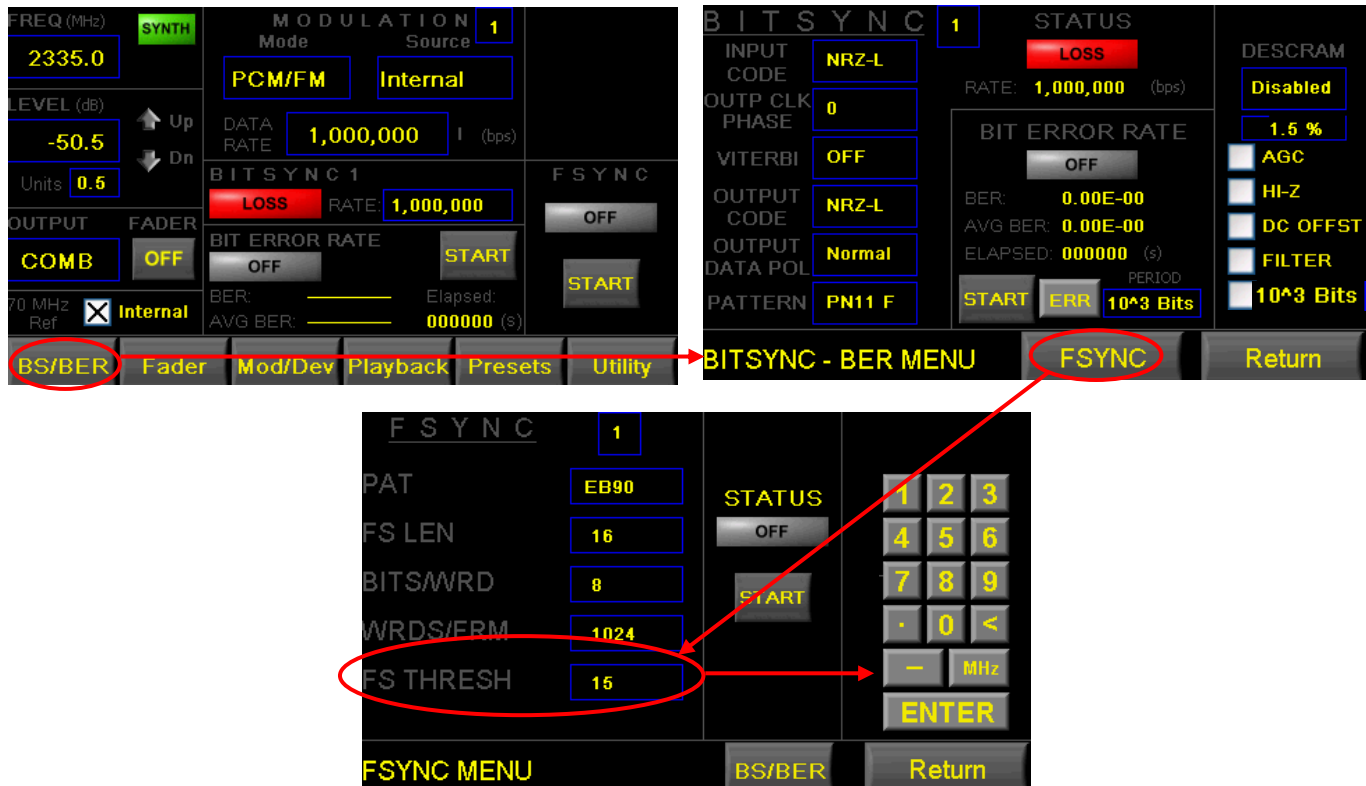 FREQ (MHz) SYNTH
2335.0
LEVEL (dB)
-50.5
Up
Dn
Units 0.5
OUTPUT FADER
COMB OFF
70 MHz Ref Internal
MODULATION 1
Mode Source
PCM/FM Internal
DATA RATE 1,000,000 I (bps)
BITSYNC1
LOSS RATE: 1,000,000
BIT ERROR RATE
OFF START
BER: Elapsed:
AVG BER: 000000 (s)
FSYNC
OFF
START
BS/BER Fader Mod/Dev Playback Presets Utility
BITSYNC 1
INPUT CODE NRZ-L
OUTP CLK PHASE 0
VITERBI OFF
OUTPUT CODE NRZ-L
OUTPUT DATA POL Normal
PATTERN PN11 F
STATUS
LOSS
RATE: 1,000,000 (bps)
BIT ERROR RATE
OFF
BER: 0.00E-00
AVG BER: 0.00E-00
ELAPSED: 000000 (s)
PERIOD
START ERR 10^3 Bits
DESCRAM
Disabled
1.5 %
AGC
HI-Z
DC OFFST
FILTER
10^3 Bits
BITSYNC - BER MENU FSYNC Return
FSYNC 1
PAT EB90
FS LEN 16
BITS/WRD 8
WRDS/FRM 1024
FS THRESH 15
STATUS
OFF
START
1 2 3
4 5 6
7 8 9
. 0 <
– MHz
ENTER
FSYNC MENU BS/BER Return